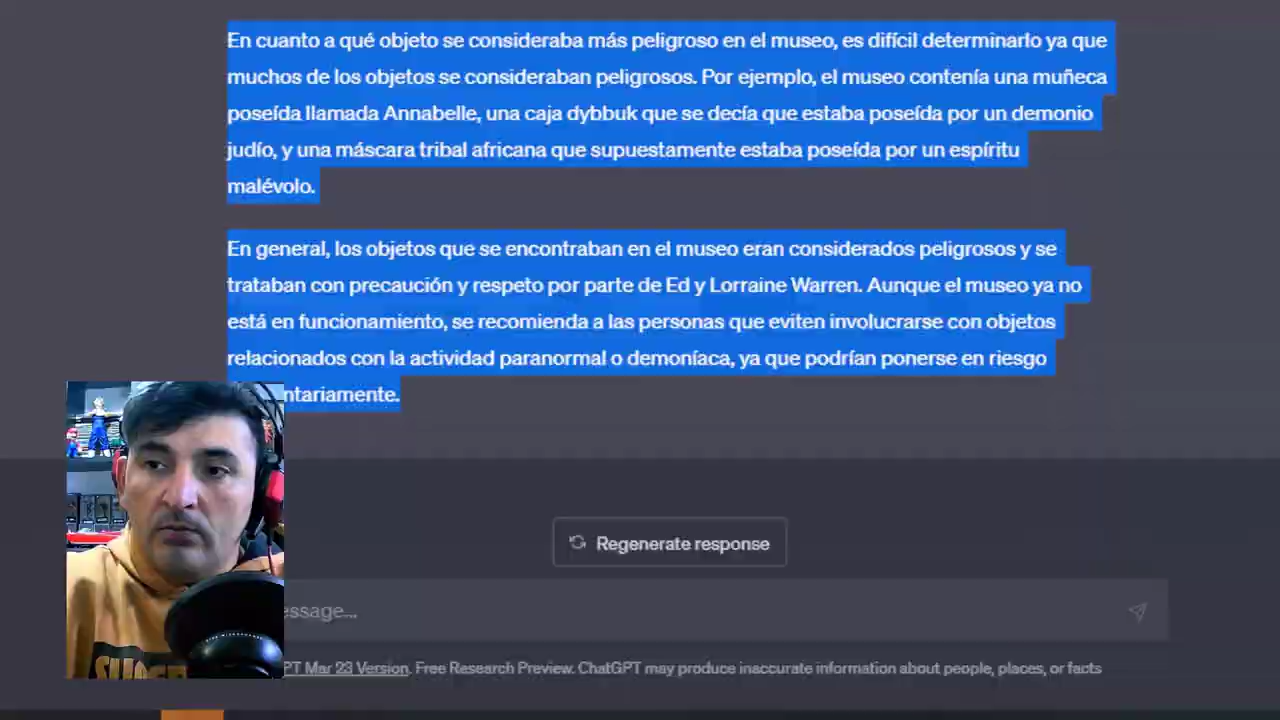 En cuanto a qué objeto se consideraba más peligroso en el museo, es difícil determinarlo ya que
muchos de los objetos se consideraban peligrosos. Por ejemplo, el museo contenía una muñeca
poseída llamada Annabelle, una caja dybbuk que se decía que estaba poseída por un demonio
judío, y una máscara tribal africana que supuestamente estaba poseída por un espíritu
malévolo.
En general, los objetos que se encontraban en el museo eran considerados peligrosos y se
trataban con precaución y respeto por parte de Ed y Lorraine Warren. Aunque el museo ya no
está en funcionamiento, se recomienda a las personas que eviten involucrarse con objetos
relacionados con la actividad paranormal o demoníaca, ya que podrían ponerse en riesgo
ntariamente.
Regenerate response
essage...
PT Mar 23 Version. Free Research Preview. ChatGPT may produce inaccurate information about people, places, or facts